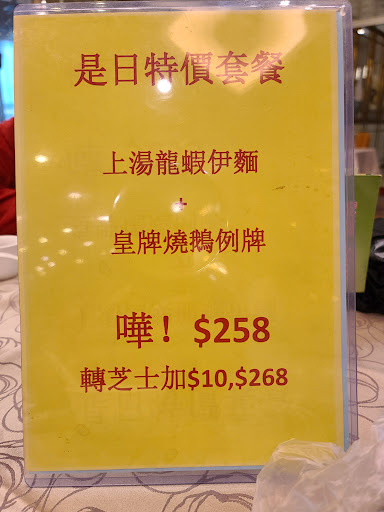 是日特價套餐
上湯龍蝦伊麵
+
皇牌燒鵝例牌
嘩！$258
轉芝士加$10,$268